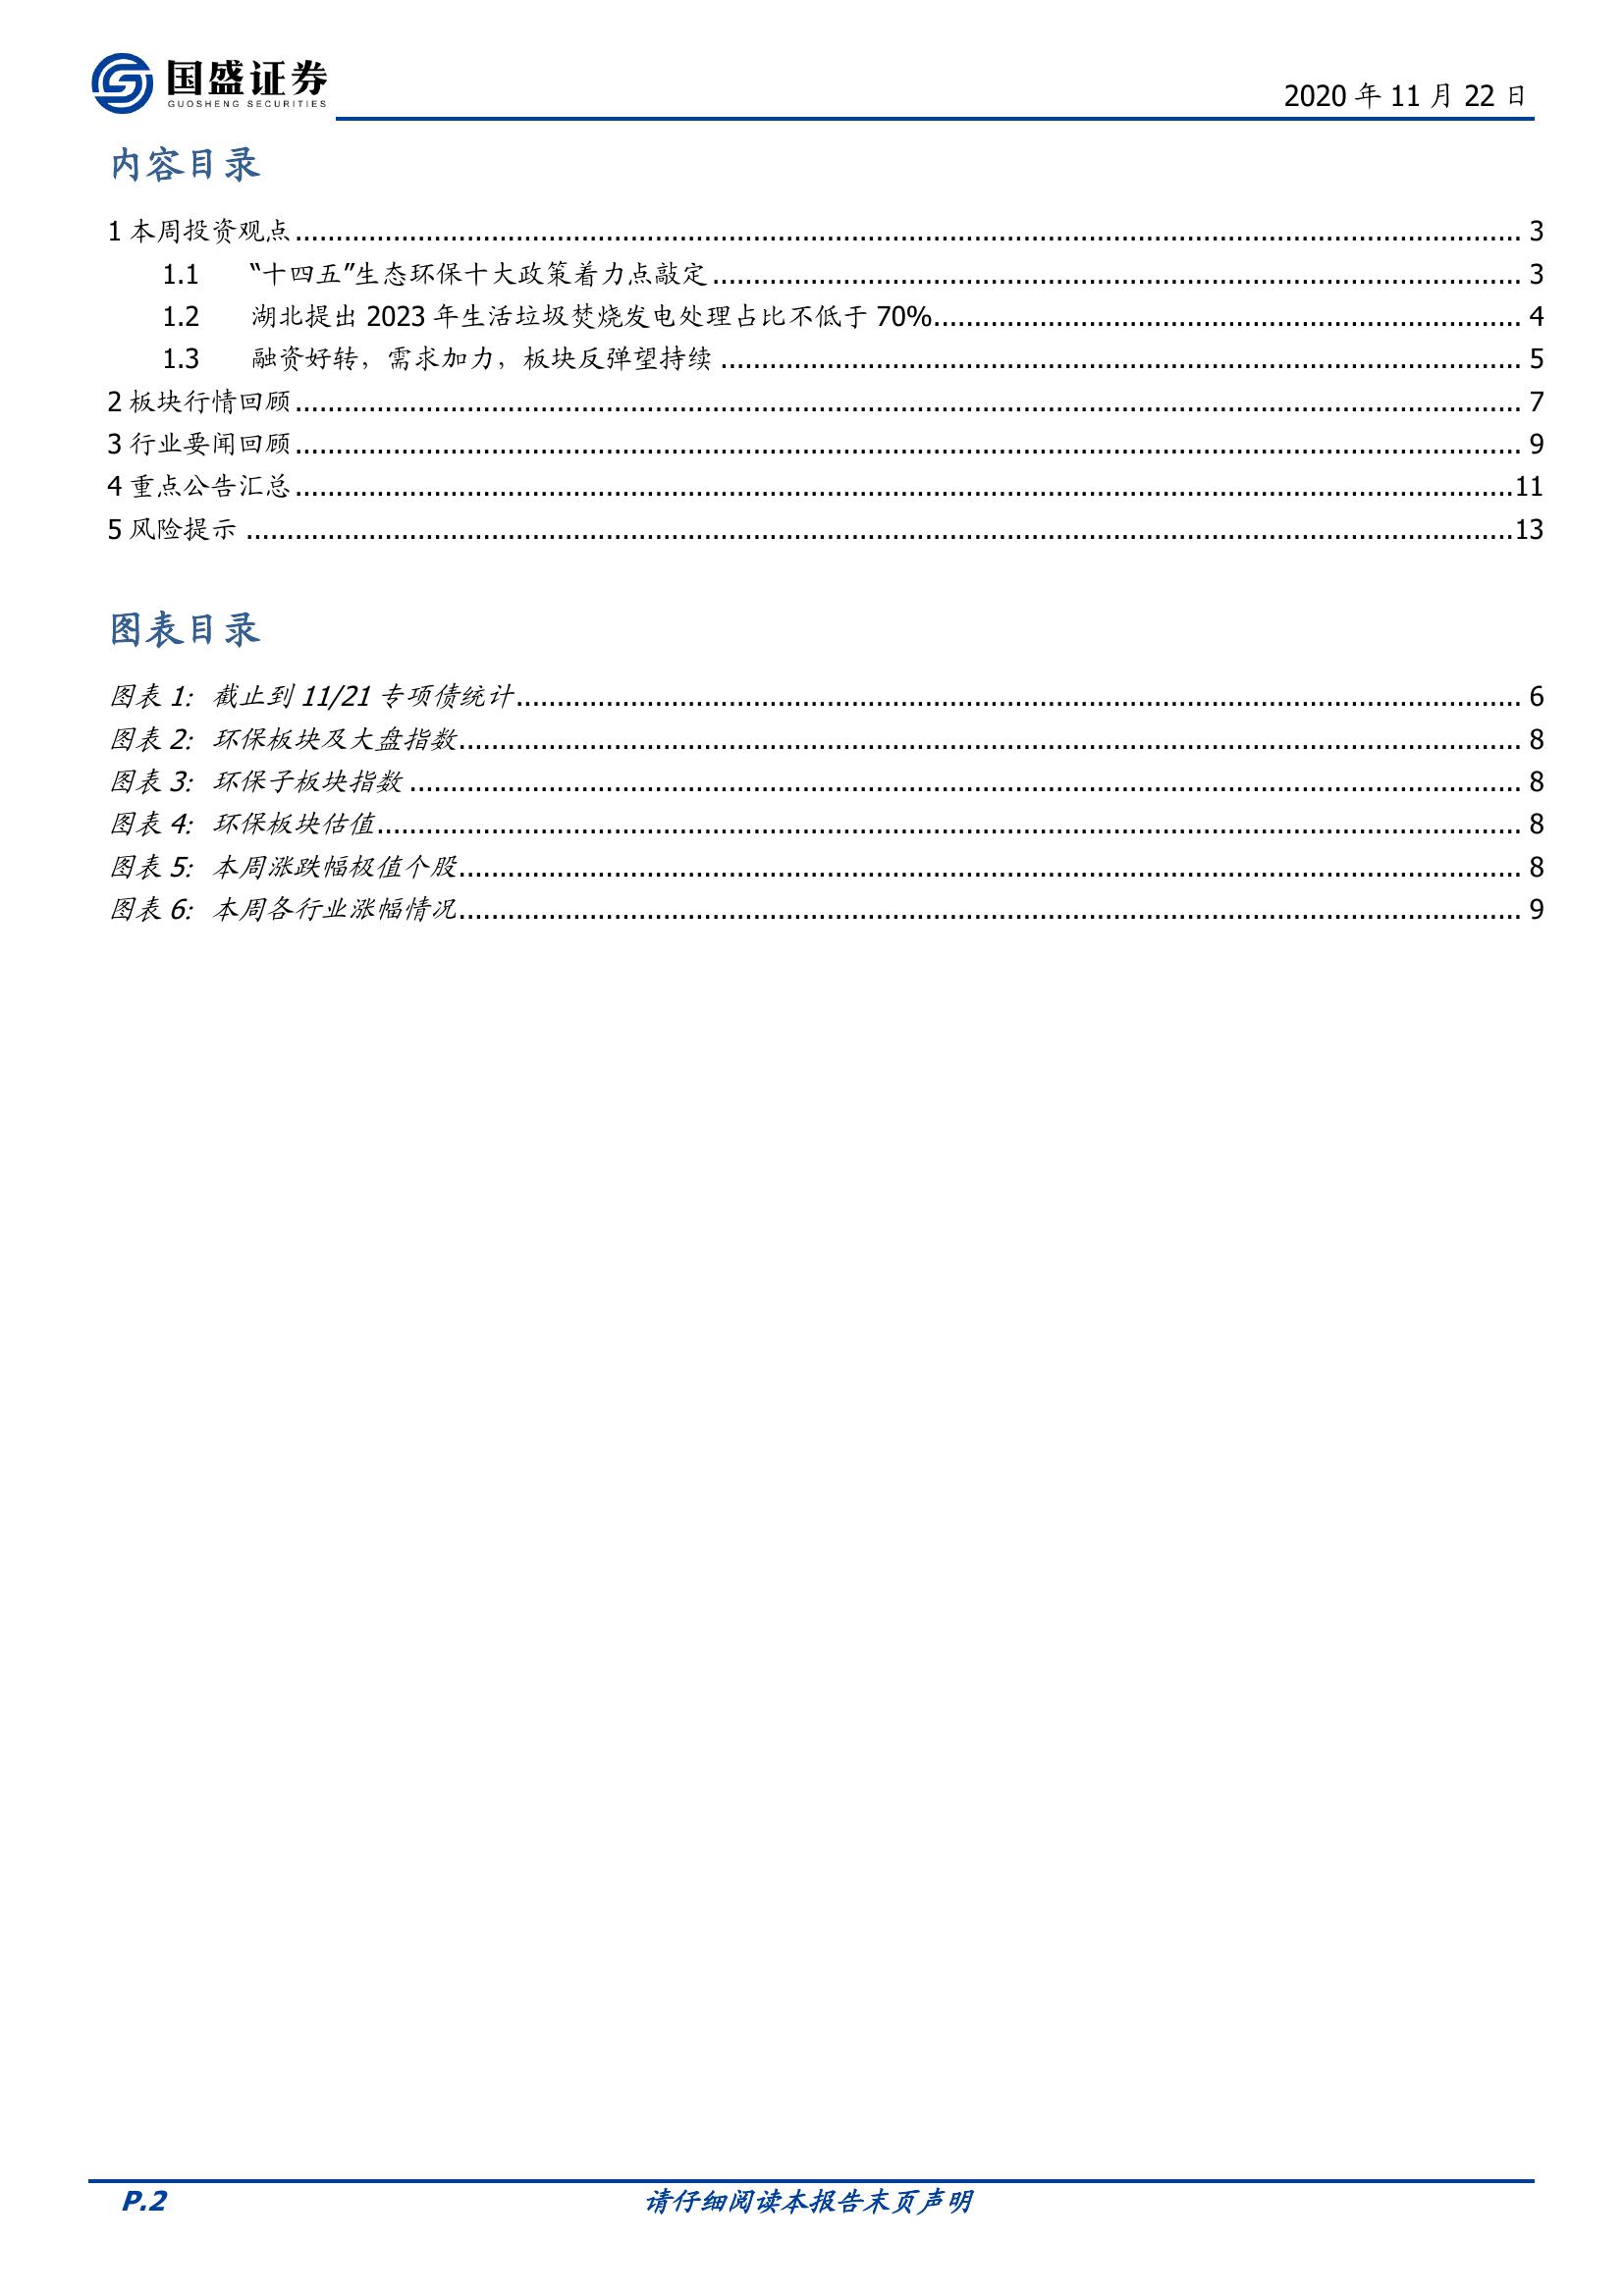 国盛证券
GUOSHENG SECURITIES
2020 年 11 月 22 日
内容目录
1 本周投资观点 3
1.1 “十四五”生态环保十大政策着力点敲定 3
1.2 湖北提出 2023 年生活垃圾焚烧发电处理占比不低于 70% 4
1.3 融资好转，需求加力，板块反弹望持续 5
2 板块行情回顾 7
3 行业要闻回顾 9
4 重点公告汇总 11
5 风险提示 13
图表目录
图表 1: 截止到 11/21 专项债统计 6
图表 2: 环保板块及大盘指数 8
图表 3: 环保子板块指数 8
图表 4: 环保板块估值 8
图表 5: 本周涨跌幅极值个股 8
图表 6: 本周各行业涨幅情况 9
P.2 请仔细阅读本报告末页声明